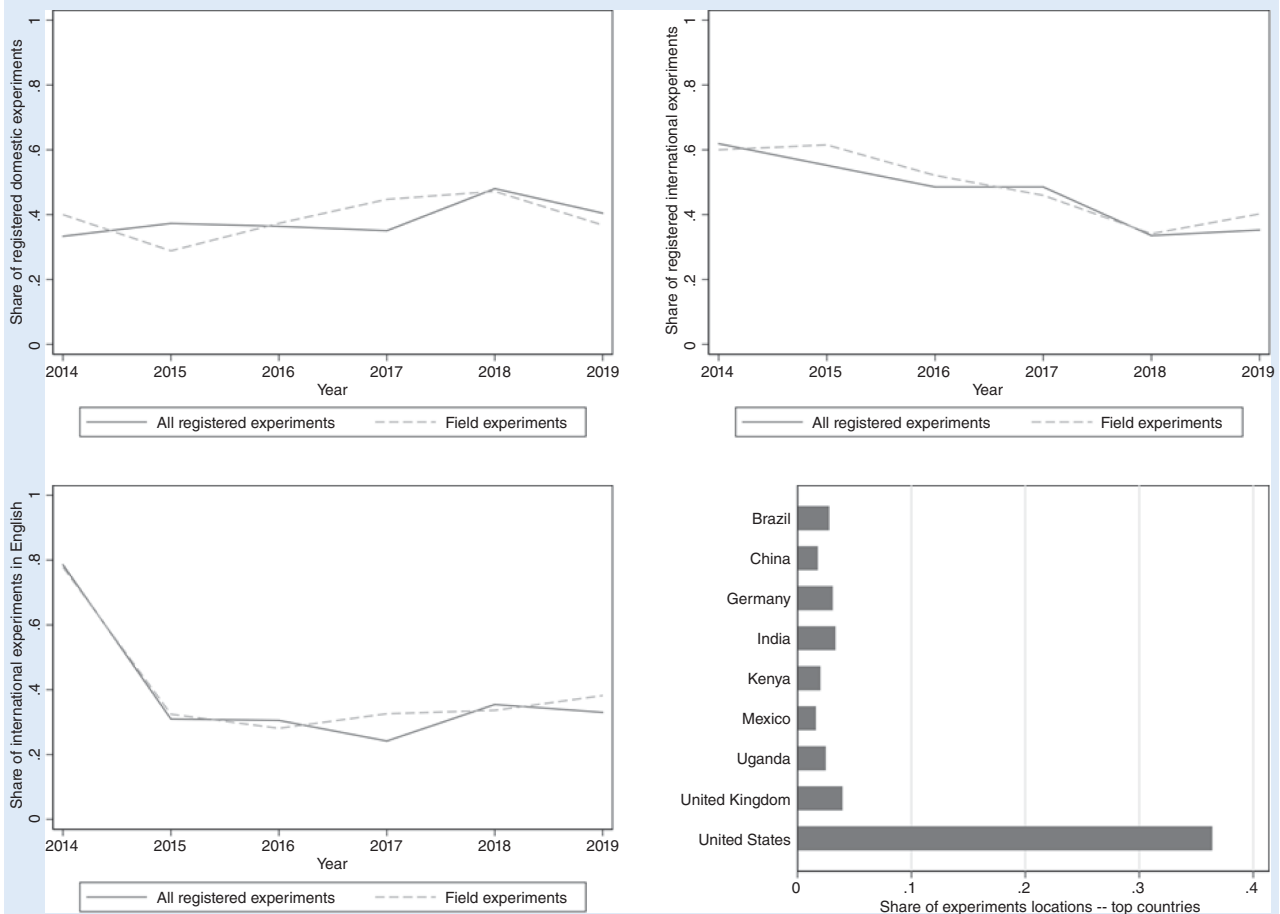 Share of registered domestic experiments
1
.8
.6
.4
.2
0
2014 2015 2016 2017 2018 2019
Year
All registered experiments Field experiments
Share of registered international experiments
1
.8
.6
.4
.2
0
2014 2015 2016 2017 2018 2019
Year
All registered experiments Field experiments
Share of international experiments in English
1
.8
.6
.4
.2
0
2014 2015 2016 2017 2018 2019
Year
All registered experiments Field experiments
Brazil
China
Germany
India
Kenya
Mexico
Uganda
United Kingdom
United States
0 .1 .2 .3 .4
Share of experiments locations -- top countries